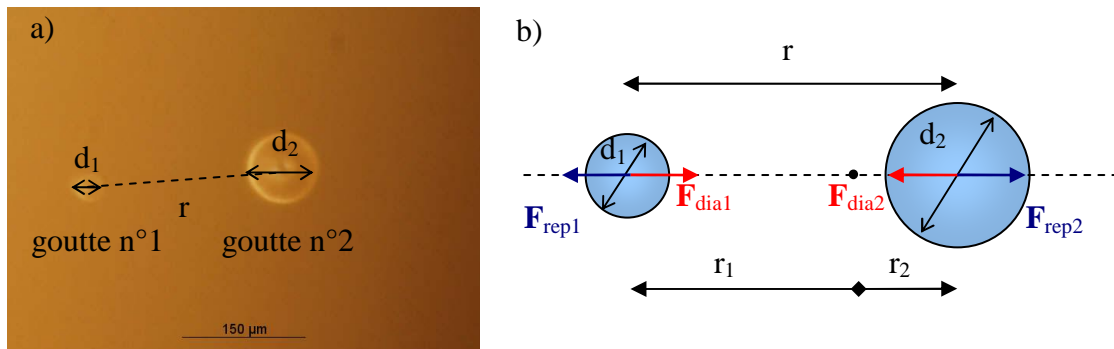 a)
d1
d2
r
goutte n°1
goutte n°2
150 µm
b)
r
d1
d2
Frep1
Fdia1
Fdia2
Frep2
r1
r2